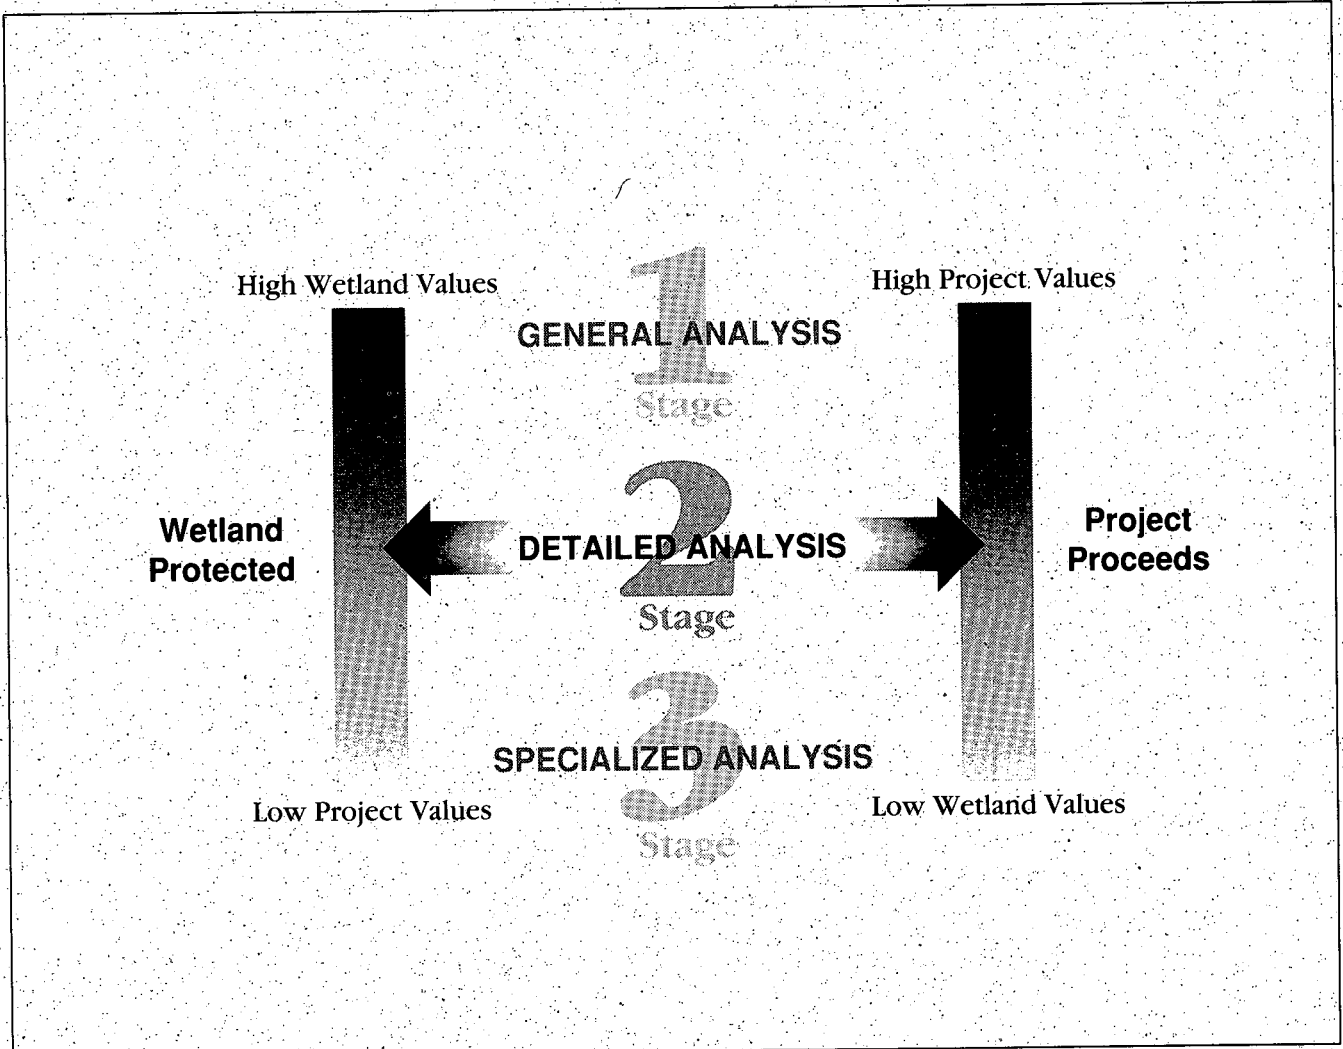 High Wetland Values
High Project Values
1
GENERAL ANALYSIS
Stage
Wetland
Protected
2
DETAILED ANALYSIS
Stage
Project
Proceeds
3
SPECIALIZED ANALYSIS
Stage
Low Project Values
Low Wetland Values